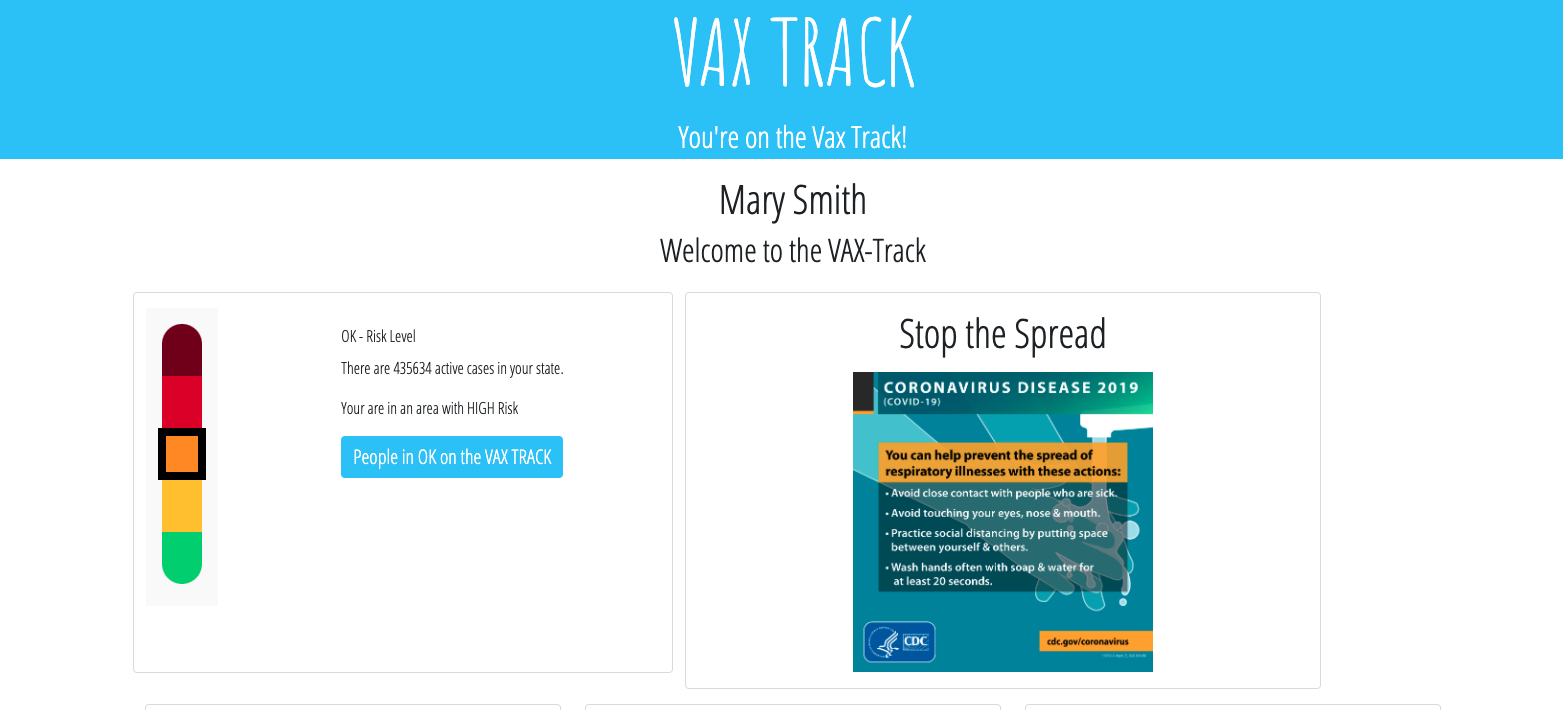 VAX TRACK
You're on the Vax Track!
Mary Smith
Welcome to the VAX-Track
OK - Risk Level
There are 435634 active cases in your state.
Your are in an area with HIGH Risk
People in OK on the VAX TRACK
Stop the Spread
CORONAVIRUS DISEASE 2019
(COVID-19)
You can help prevent the spread of
respiratory illnesses with these actions:
• Avoid close contact with people who are sick.
• Avoid touching your eyes, nose & mouth.
• Practice social distancing by putting space
between yourself & others.
• Wash hands often with soap & water for
at least 20 seconds.
CDC
cdc.gov/coronavirus